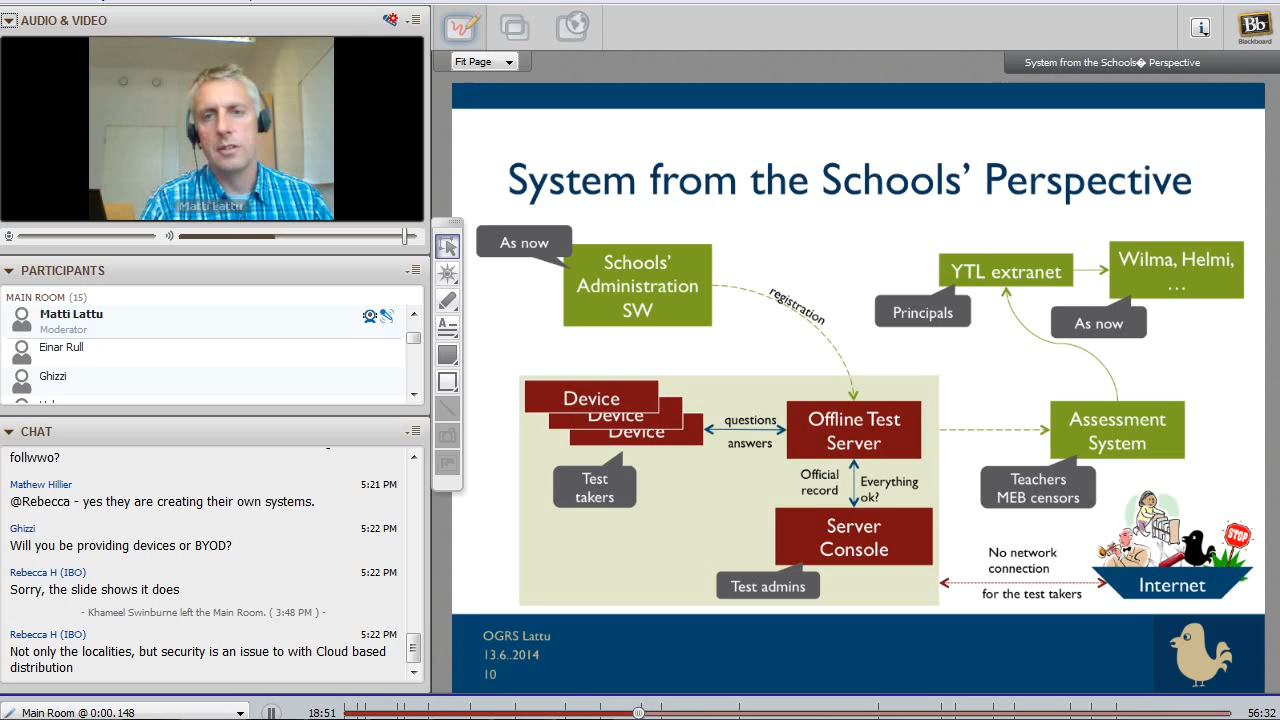 AUDIO & VIDEO
Matti Lattu
PARTICIPANTS
MAIN ROOM (15)
Matti Lattu
Moderator
Einar Rull
Ghizzi
CHAT
follwwo?
Mathew Hillier 5:21 PM
@Rebecca - yes they are creating their own systems.
Ghizzi 5:22 PM
Will you be providing devices or BYOD?
Rebecca H (IBO) 5:22 PM
Sorry, this lide shows it does
- Khameel Swinburne left the Main Room. ( 3:48 PM ) -
Rebecca H (IBO) 5:22 PM
Not only the localities, but security is an issue to with Cloud based
distribution
Main Room @ 0:00.148
18:51
56:32
Fit Page
Bb
Blackboard
System from the Schools� Perspective
System from the Schools’ Perspective
As now
Schools’
Administration
SW
registration
YTL extranet
Principals
Wilma, Helmi,
...
As now
Device
Device
Device
Test
takers
questions
answers
Offline Test
Server
Official
record
Everything
ok?
Server
Console
Test admins
Assessment
System
Teachers
MEB censors
STOP
No network
connection
for the test takers
Internet
OGRS Lattu
13.6..2014
10